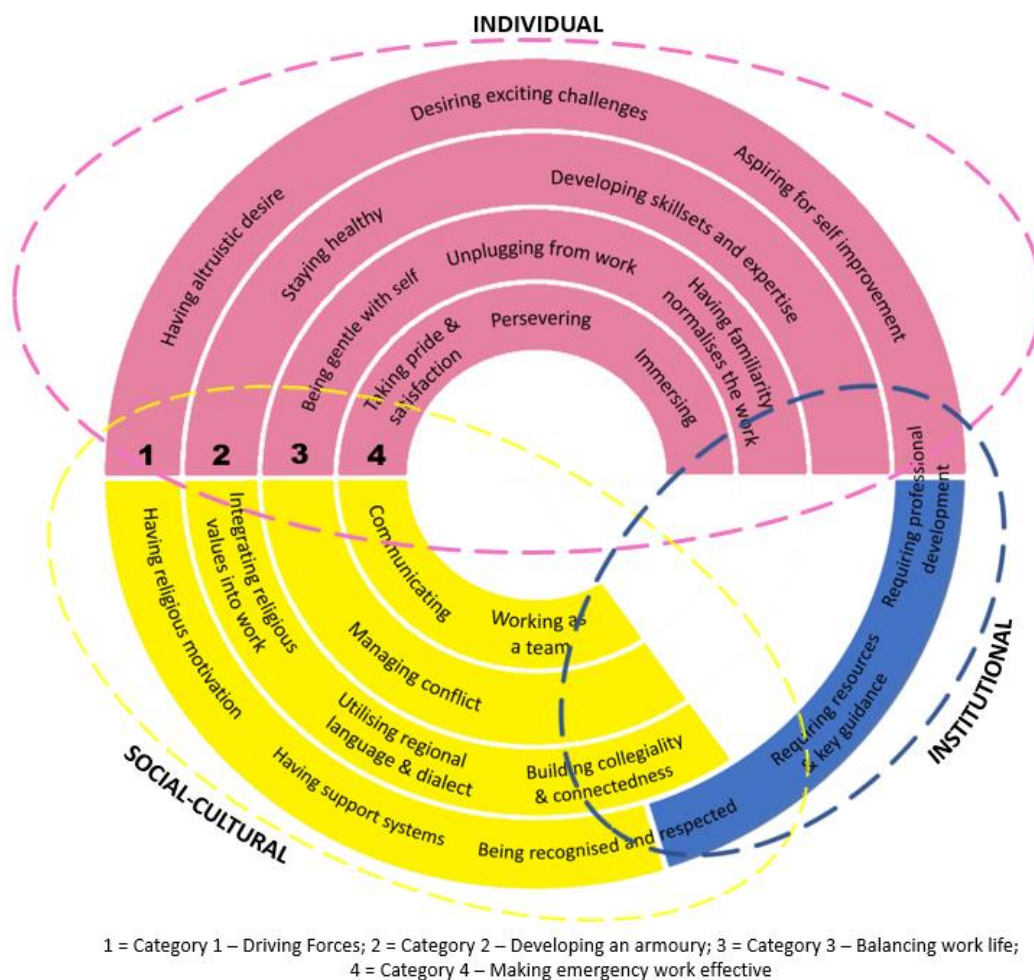 INDIVIDUAL
Desiring exciting challenges
Having altruistic desire
Aspiring for self improvement
Staying healthy
Developing skillsets and expertise
Being gentle with self
Unplugging from work
Having familiarity
normalises the work
Taking pride &
satisfaction
Persevering
Immersing
1
2
3
4
Having religious motivation
Integrating religious
values into work
Communicating
Working as
a team
Managing conflict
Utilising regional
language & dialect
Building collegiality
& connectedness
Having support systems
Being recognised and respected
Requiring professional
development
Requiring resources
& key guidance
SOCIAL-CULTURAL
INSTITUTIONAL
1 = Category 1 – Driving Forces; 2 = Category 2 – Developing an armoury; 3 = Category 3 – Balancing work life;
4 = Category 4 – Making emergency work effective